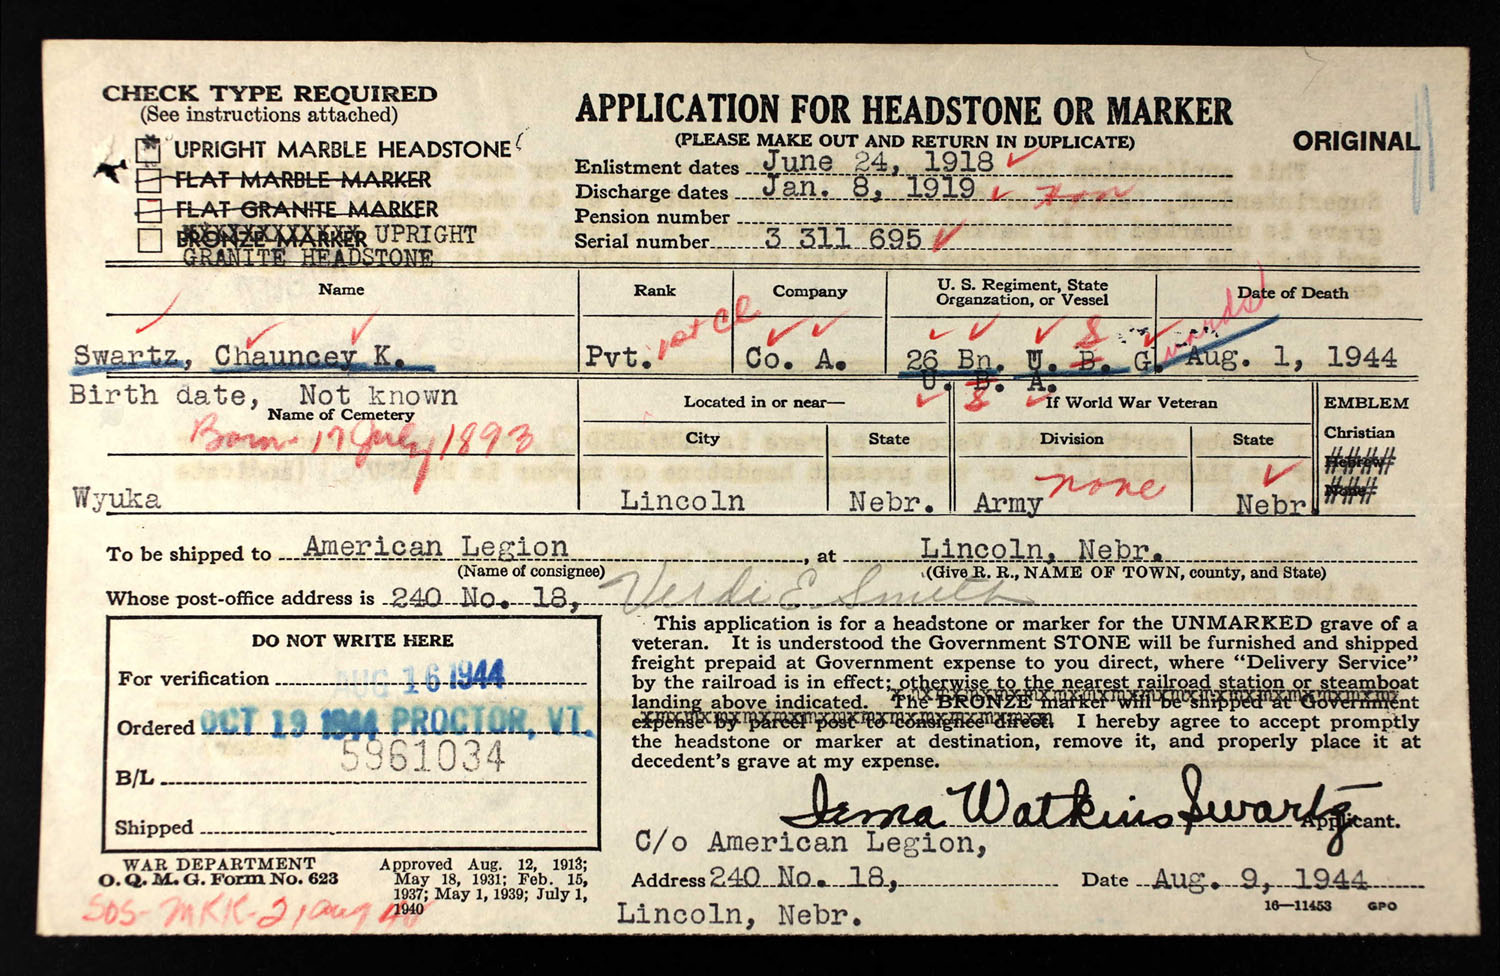 CHECK TYPE REQUIRED
(See instructions attached)
UPRIGHT MARBLE HEADSTONE
FLAT MARBLE MARKER
FLAT GRANITE MARKER
BRONZE MARKER UPRIGHT
GRANITE HEADSTONE
APPLICATION FOR HEADSTONE OR MARKER
(PLEASE MAKE OUT AND RETURN IN DUPLICATE)
ORIGINAL
Enlistment dates June 24, 1918
Discharge dates Jan. 8, 1919
Pension number
Serial number 3 311 695
Name
Rank
Company
U. S. Regiment, State
Organzation, or Vessel
Date of Death
Swartz, Chauncey K.
Pvt. 1st Cl
Co. A.
26 Bn. U. S. B. G. Guards
U. S. B. A.
Aug. 1, 1944
Birth date, Not known
Name of Cemetery
Born 17 July 1893
Wyuka
Located in or near—
City
State
Lincoln
Nebr.
If World War Veteran
Division
State
Army none
Nebr.
EMBLEM
Christian
Hebrew
None
To be shipped to American Legion, at Lincoln, Nebr.
(Name of consignee)
(Give R. R., NAME OF TOWN, county, and State)
Whose post-office address is 240 No. 18, Verdi E. Smith
DO NOT WRITE HERE
For verification AUG 16 1944
Ordered OCT 19 1944 PROCTOR, VT.
5961034
B/L
Shipped
This application is for a headstone or marker for the UNMARKED grave of a
veteran. It is understood the Government STONE will be furnished and shipped
freight prepaid at Government expense to you direct, where “Delivery Service”
by the railroad is in effect; otherwise to the nearest railroad station or steamboat
landing above indicated. The BRONZE marker will be shipped at Government
expense by parcel post to consignee direct. I hereby agree to accept promptly
the headstone or marker at destination, remove it, and properly place it at
decedent's grave at my expense.
Irma Watkins Swartz
Applicant.
C/o American Legion,
Address 240 No. 18,
Date Aug. 9, 1944
Lincoln, Nebr.
16—11453 GPO
WAR DEPARTMENT
O. Q. M. G. Form No. 623
Approved Aug. 12, 1913;
May 18, 1931; Feb. 15,
1937; May 1, 1939; July 1,
1940
SOS-MKK-21 Aug